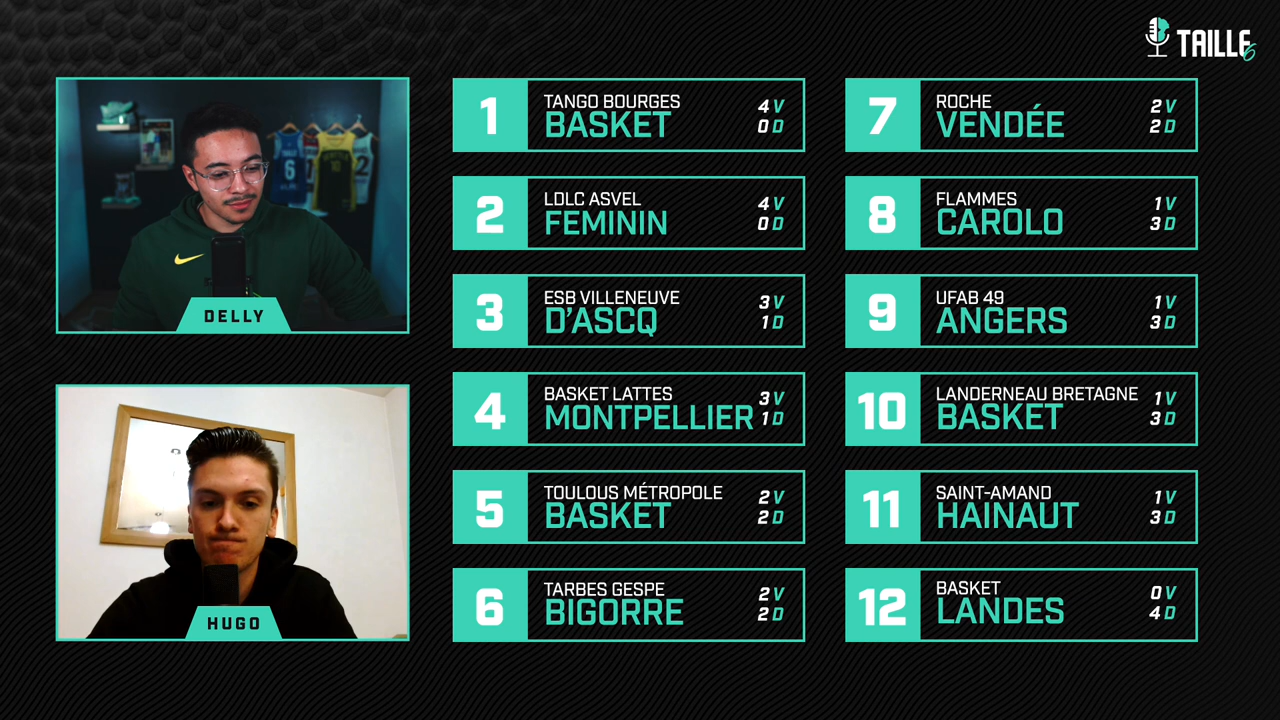 TAILLE 6
DELLY
HUGO
1
TANGO BOURGES
BASKET
4 V
0 D
2
LDLC ASVEL
FEMININ
4 V
0 D
3
ESB VILLENEUVE
D'ASCQ
3 V
1 D
4
BASKET LATTES
MONTPELLIER
3 V
1 D
5
TOULOUS MÉTROPOLE
BASKET
2 V
2 D
6
TARBES GESPE
BIGORRE
2 V
2 D
7
ROCHE
VENDÉE
2 V
2 D
8
FLAMMES
CAROLO
1 V
3 D
9
UFAB 49
ANGERS
1 V
3 D
10
LANDERNEAU BRETAGNE
BASKET
1 V
3 D
11
SAINT-AMAND
HAINAUT
1 V
3 D
12
BASKET
LANDES
0 V
4 D
6
2